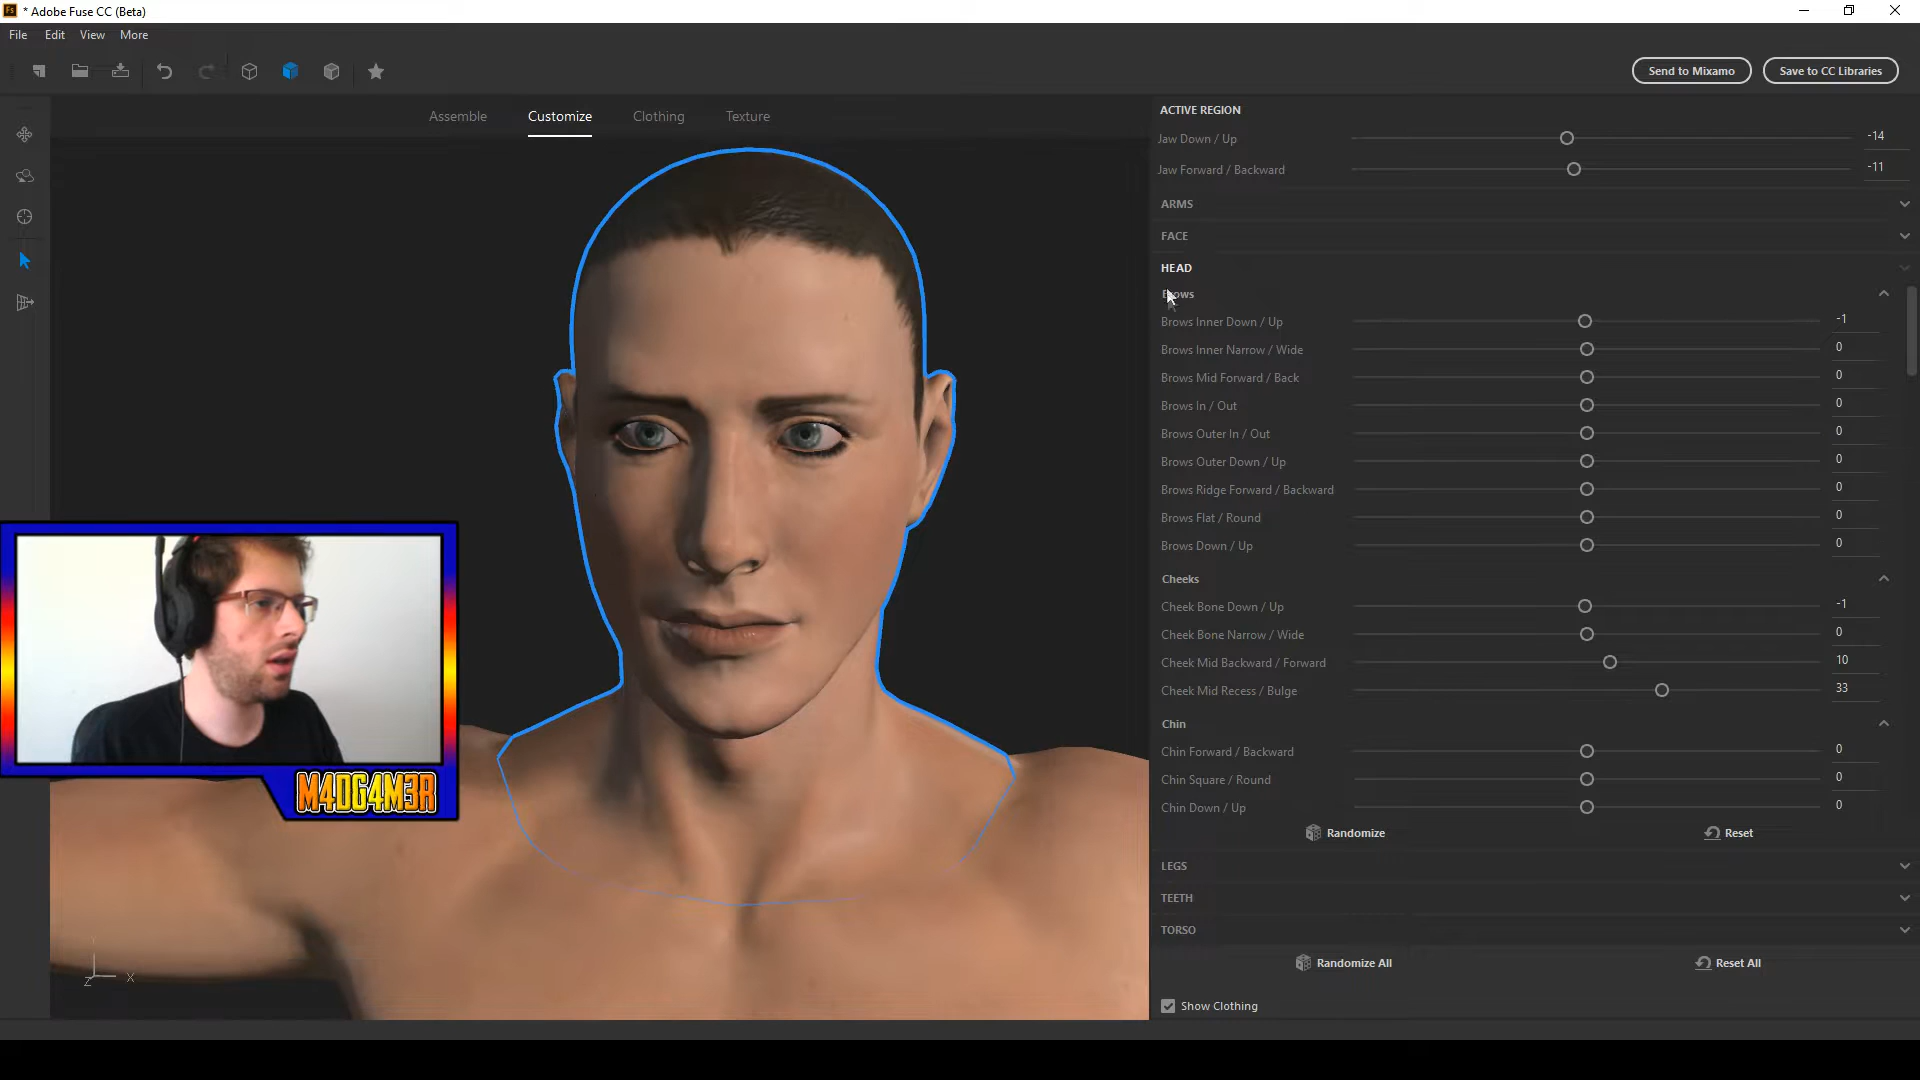 * Adobe Fuse CC (Beta)
File Edit View More
Send to Mixamo Save to CC Libraries
Assemble Customize Clothing Texture
ACTIVE REGION
Jaw Down / Up -14
Jaw Forward / Backward -11
ARMS
FACE
HEAD
Brows
Brows Inner Down / Up -1
Brows Inner Narrow / Wide 0
Brows Mid Forward / Back 0
Brows In / Out 0
Brows Outer In / Out 0
Brows Outer Down / Up 0
Brows Ridge Forward / Backward 0
Brows Flat / Round 0
Brows Down / Up 0
Cheeks
Cheek Bone Down / Up -1
Cheek Bone Narrow / Wide 0
Cheek Mid Backward / Forward 10
Cheek Mid Recess / Bulge 33
Chin
Chin Forward / Backward 0
Chin Square / Round 0
Chin Down / Up 0
Randomize Reset
LEGS
TEETH
TORSO
Randomize All Reset All
Show Clothing
M4DG4M3R
Z X
Fs